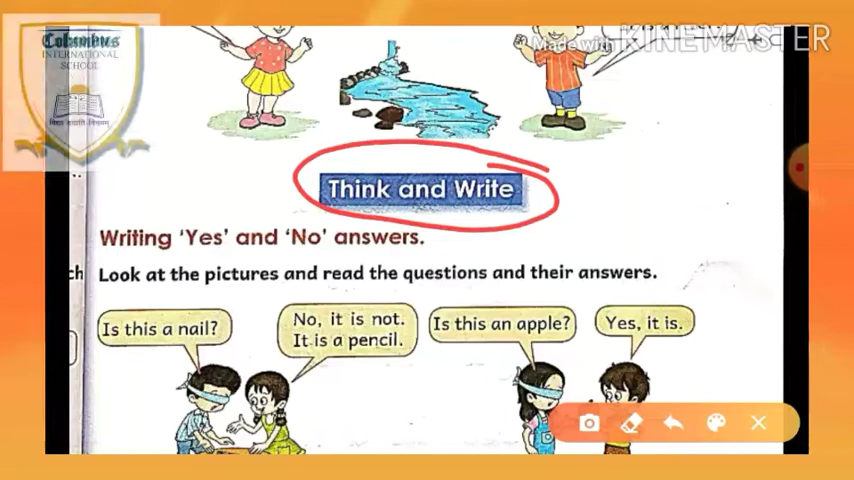 Columbus
INTERNATIONAL
SCHOOL
Made with KINEMASTER
Think and Write
Writing 'Yes' and 'No' answers.
ch Look at the pictures and read the questions and their answers.
Is this a nail?
No, it is not.
It is a pencil.
Is this an apple?
Yes, it is.